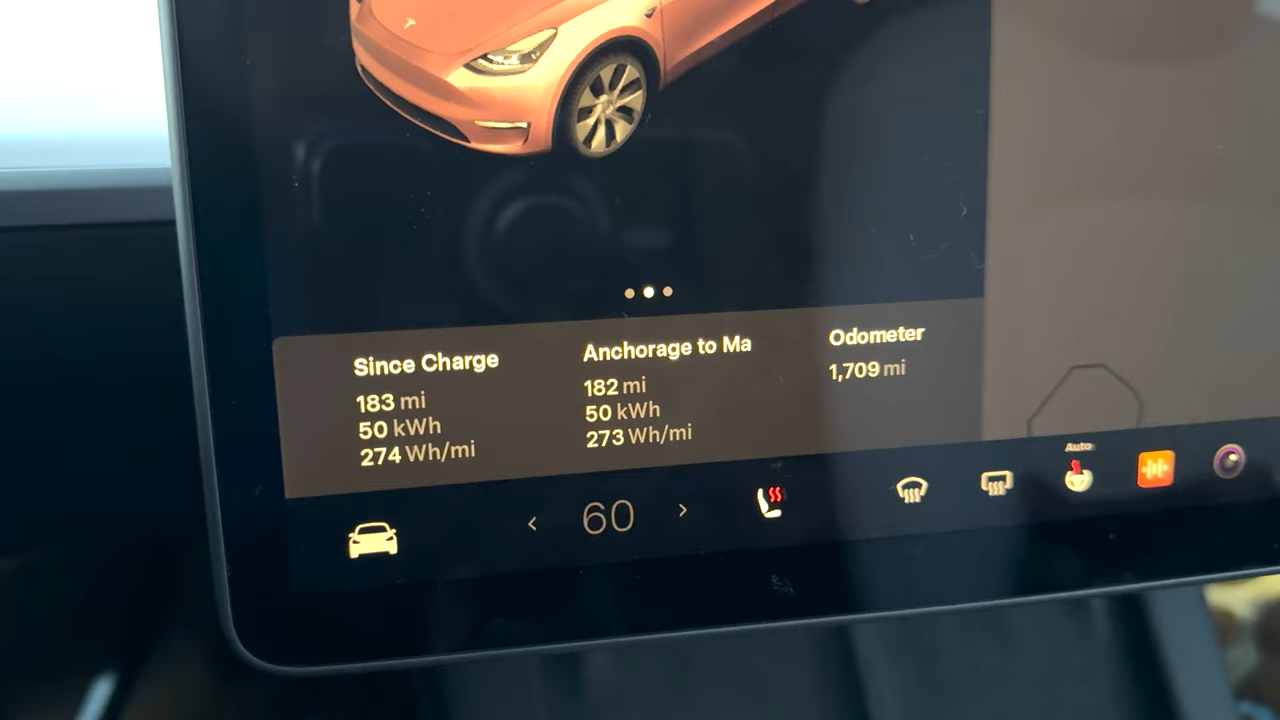 Since Charge
183 mi
50 kWh
274 Wh/mi
Anchorage to Ma
182 mi
50 kWh
273 Wh/mi
Odometer
1,709 mi
60
Auto